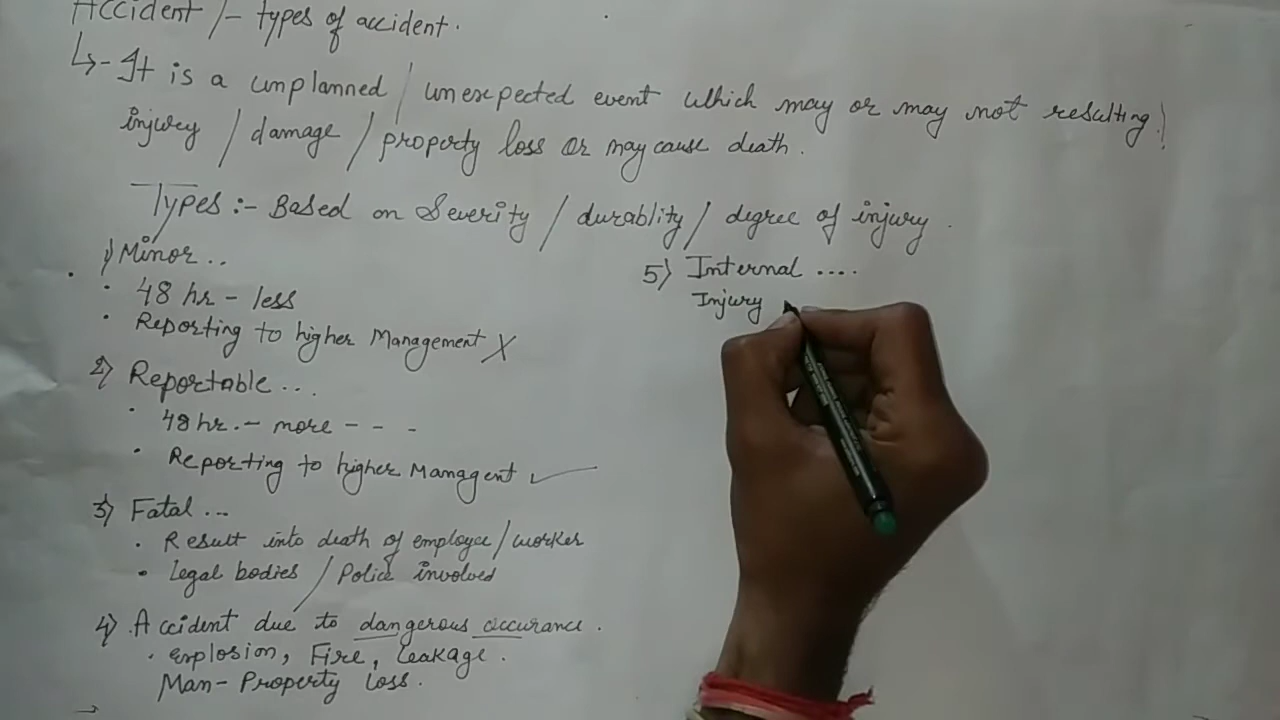 Accident /- types of accident.
↳- It is a unplanned / unexpected event which may or may not resulting /
injury / damage / property loss or may cause death.
Types :- Based on Severity / durablity / degree of injury.
1) Minor..
· 48 hr - less
· Reporting to higher Management X
2) Reportable...
· 48 hr. - more - - -
· Reporting to higher Managent ✓
3) Fatal...
· Result into death of employee / worker
· Legal bodies / Police involved
4) Accident due to dangerous occurance.
· Explosion, Fire, Leakage.
Man - Property loss.
→
5) Internal ....
Injury